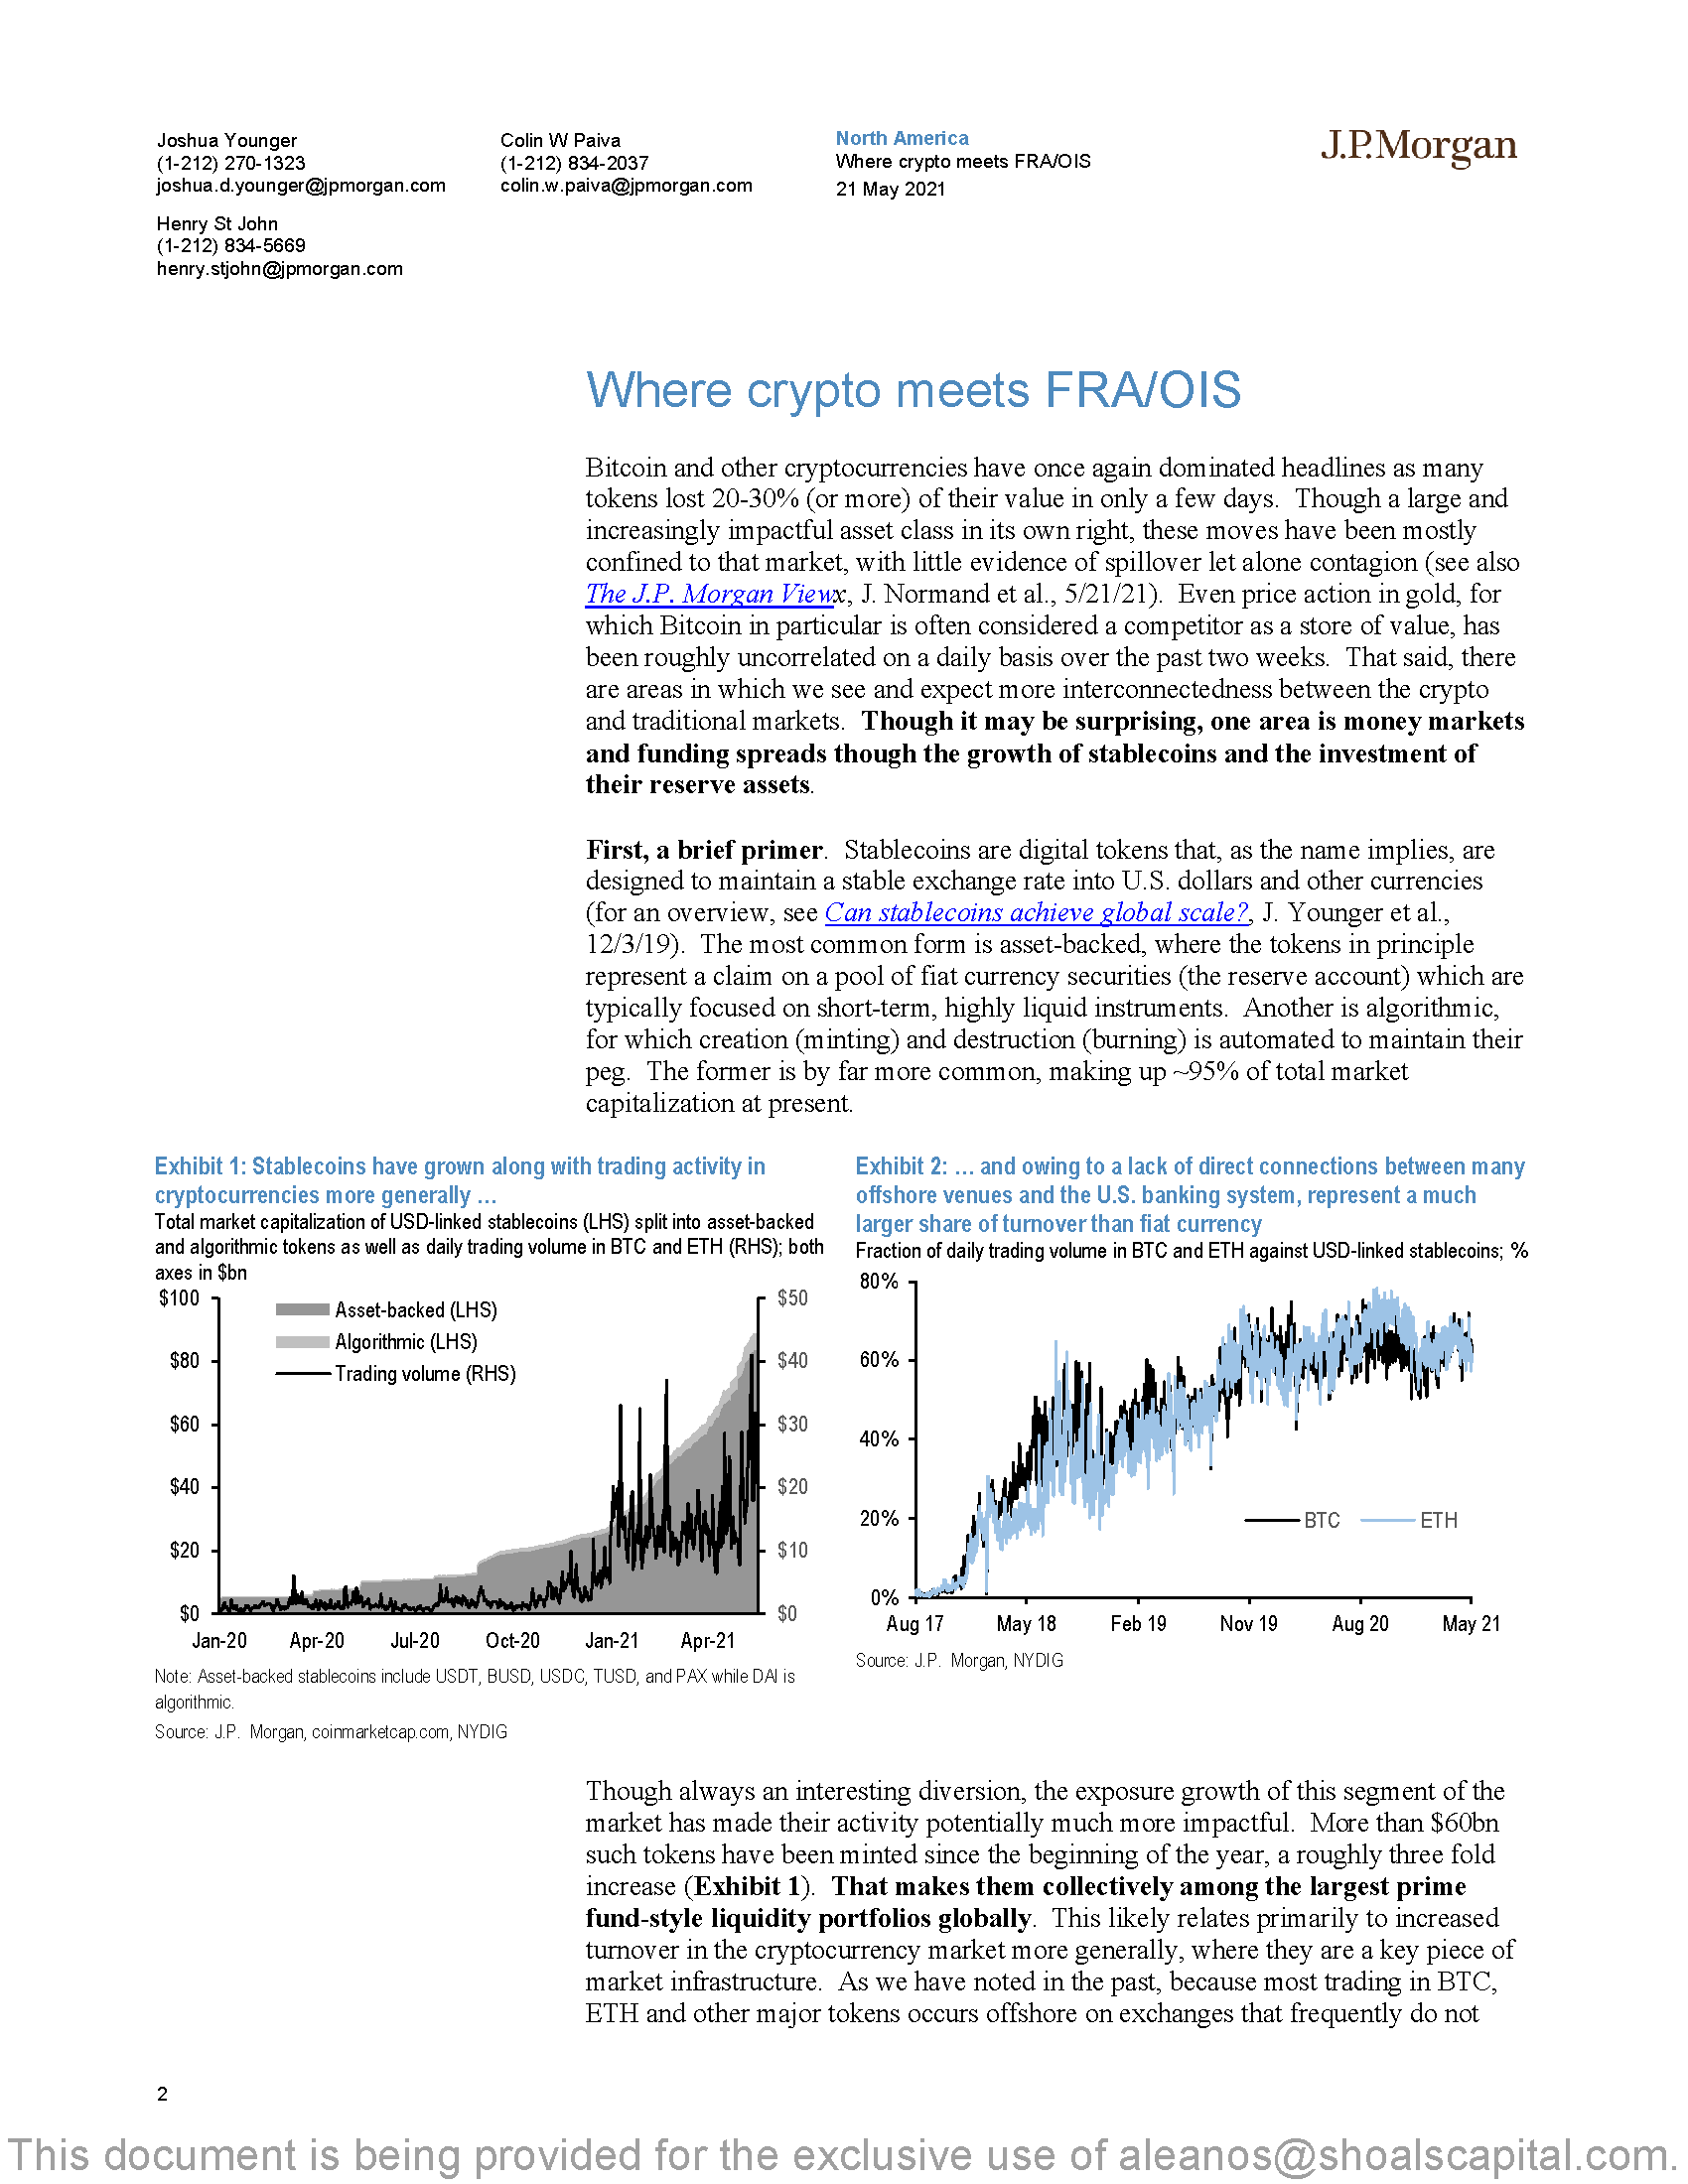 Joshua Younger
(1-212) 270-1323
joshua.d.younger@jpmorgan.com
Henry St John
(1-212) 834-5669
henry.stjohn@jpmorgan.com
Colin W Paiva
(1-212) 834-2037
colin.w.paiva@jpmorgan.com
North America
Where crypto meets FRA/OIS
21 May 2021
J.P.Morgan
Where crypto meets FRA/OIS
Bitcoin and other cryptocurrencies have once again dominated headlines as many
tokens lost 20-30% (or more) of their value in only a few days.  Though a large and
increasingly impactful asset class in its own right, these moves have been mostly
confined to that market, with little evidence of spillover let alone contagion (see also
The J.P. Morgan Viewx, J. Normand et al., 5/21/21).  Even price action in gold, for
which Bitcoin in particular is often considered a competitor as a store of value, has
been roughly uncorrelated on a daily basis over the past two weeks.  That said, there
are areas in which we see and expect more interconnectedness between the crypto
and traditional markets.  Though it may be surprising, one area is money markets
and funding spreads though the growth of stablecoins and the investment of
their reserve assets.
First, a brief primer.  Stablecoins are digital tokens that, as the name implies, are
designed to maintain a stable exchange rate into U.S. dollars and other currencies
(for an overview, see Can stablecoins achieve global scale?, J. Younger et al.,
12/3/19).  The most common form is asset-backed, where the tokens in principle
represent a claim on a pool of fiat currency securities (the reserve account) which are
typically focused on short-term, highly liquid instruments.  Another is algorithmic,
for which creation (minting) and destruction (burning) is automated to maintain their
peg.  The former is by far more common, making up ~95% of total market
capitalization at present.
Exhibit 1: Stablecoins have grown along with trading activity in
cryptocurrencies more generally …
Total market capitalization of USD-linked stablecoins (LHS) split into asset-backed
and algorithmic tokens as well as daily trading volume in BTC and ETH (RHS); both
axes in $bn
$100
$80
$60
$40
$20
$0
Asset-backed (LHS)
Algorithmic (LHS)
Trading volume (RHS)
$50
$40
$30
$20
$10
$0
Jan-20 Apr-20 Jul-20 Oct-20 Jan-21 Apr-21
Note: Asset-backed stablecoins include USDT, BUSD, USDC, TUSD, and PAX while DAI is
algorithmic.
Source: J.P. Morgan, coinmarketcap.com, NYDIG
Exhibit 2: … and owing to a lack of direct connections between many
offshore venues and the U.S. banking system, represent a much
larger share of turnover than fiat currency
Fraction of daily trading volume in BTC and ETH against USD-linked stablecoins; %
80%
60%
40%
20%
0%
BTC ETH
Aug 17 May 18 Feb 19 Nov 19 Aug 20 May 21
Source: J.P. Morgan, NYDIG
Though always an interesting diversion, the exposure growth of this segment of the
market has made their activity potentially much more impactful.  More than $60bn
such tokens have been minted since the beginning of the year, a roughly three fold
increase (Exhibit 1).  That makes them collectively among the largest prime
fund-style liquidity portfolios globally.  This likely relates primarily to increased
turnover in the cryptocurrency market more generally, where they are a key piece of
market infrastructure.  As we have noted in the past, because most trading in BTC,
ETH and other major tokens occurs offshore on exchanges that frequently do not
2
This document is being provided for the exclusive use of aleanos@shoalscapital.com.